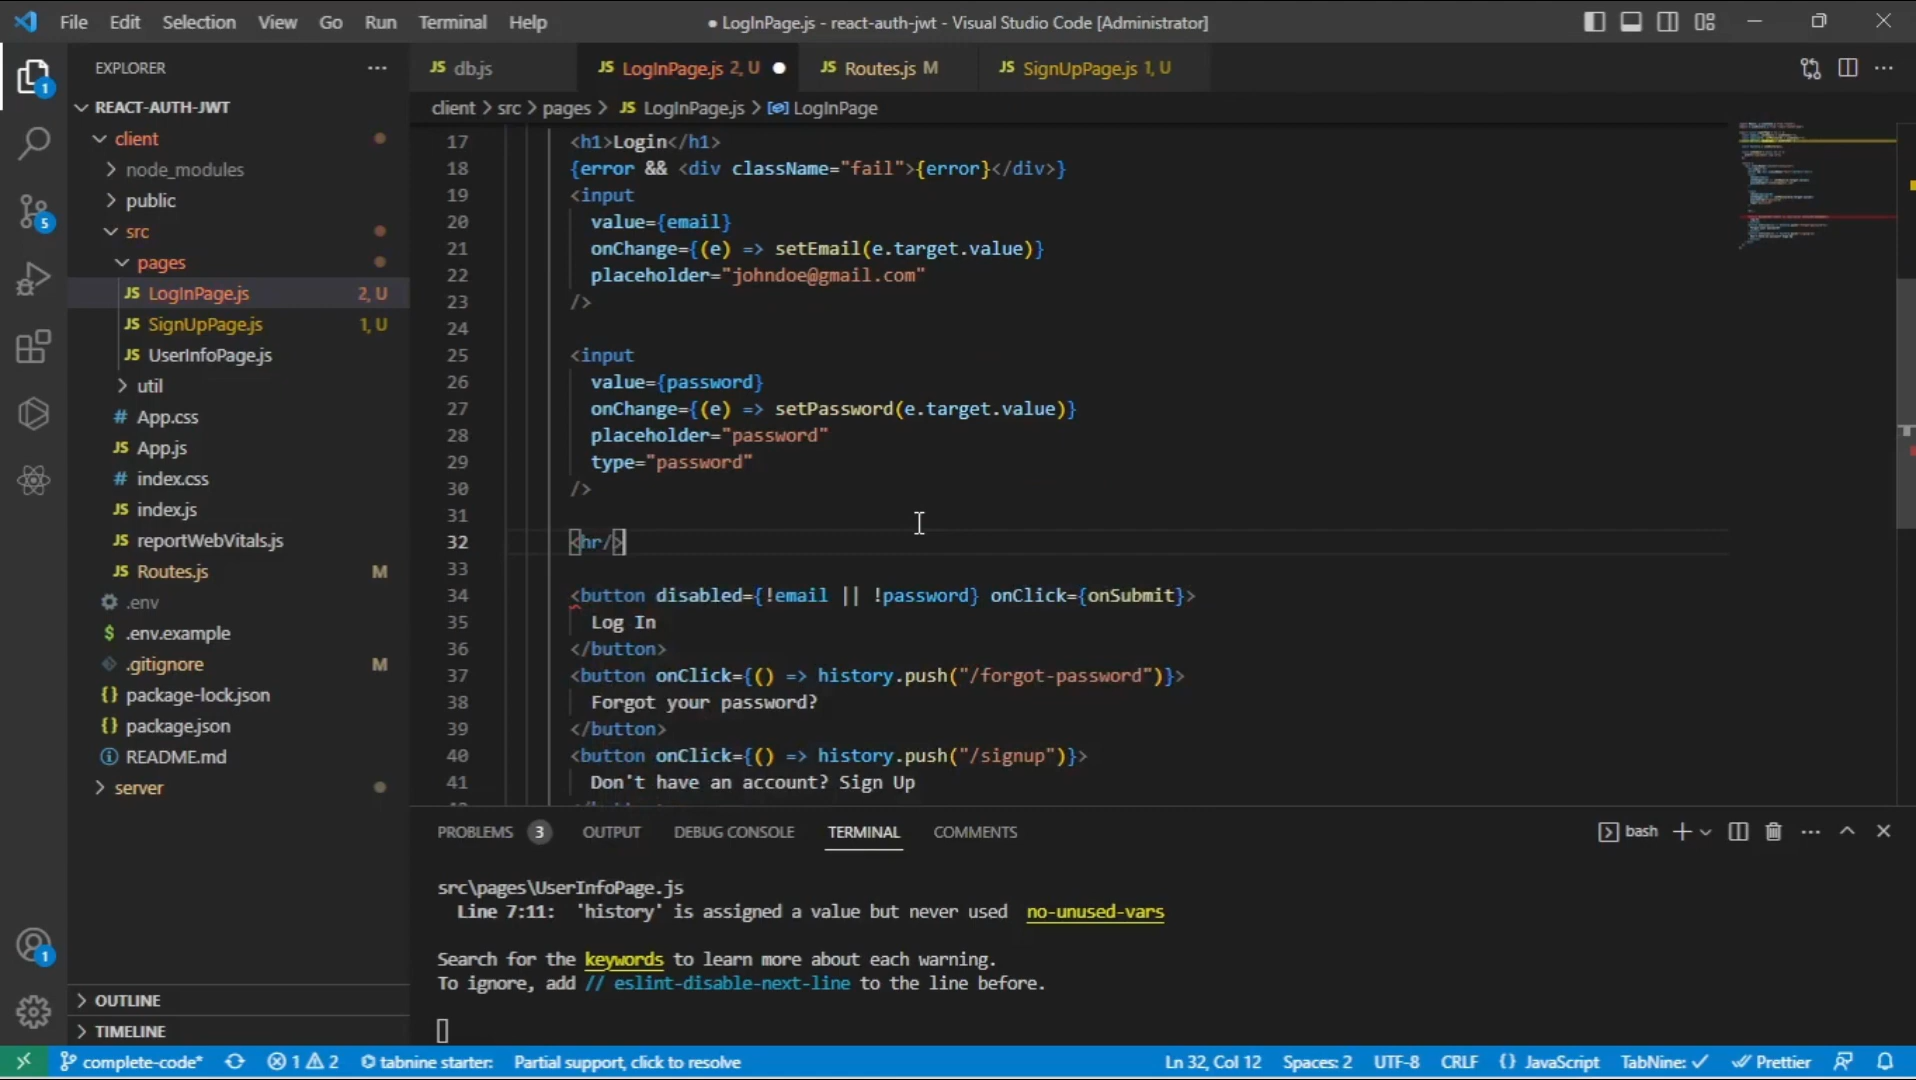 File Edit Selection View Go Run Terminal Help ● LogInPage.js - react-auth-jwt - Visual Studio Code [Administrator]
EXPLORER
JS db.js JS LogInPage.js 2, U JS Routes.js M JS SignUpPage.js 1, U
REACT-AUTH-JWT
client
node_modules
public
src
pages
JS LogInPage.js 2, U
JS SignUpPage.js 1, U
JS UserInfoPage.js
util
# App.css
JS App.js
# index.css
JS index.js
JS reportWebVitals.js
JS Routes.js M
.env
$ .env.example
.gitignore M
{} package-lock.json
{} package.json
README.md
server
OUTLINE
TIMELINE
1
5
1
client > src > pages > JS LogInPage.js > LogInPage
17 <h1>Login</h1>
18 {error && <div className="fail">{error}</div>}
19 <input
20 value={email}
21 onChange={(e) => setEmail(e.target.value)}
22 placeholder="johndoe@gmail.com"
23 />
24
25 <input
26 value={password}
27 onChange={(e) => setPassword(e.target.value)}
28 placeholder="password"
29 type="password"
30 />
31
32 <hr/>
33
34 <button disabled={!email || !password} onClick={onSubmit}>
35 Log In
36 </button>
37 <button onClick={() => history.push("/forgot-password")}>
38 Forgot your password?
39 </button>
40 <button onClick={() => history.push("/signup")}>
41 Don't have an account? Sign Up
PROBLEMS 3 OUTPUT DEBUG CONSOLE TERMINAL COMMENTS bash
src\pages\UserInfoPage.js
Line 7:11: 'history' is assigned a value but never used no-unused-vars
Search for the keywords to learn more about each warning.
To ignore, add // eslint-disable-next-line to the line before.
complete-code* 1 2 tabnine starter: Partial support, click to resolve Ln 32, Col 12 Spaces: 2 UTF-8 CRLF {} JavaScript TabNine: ✓ Prettier